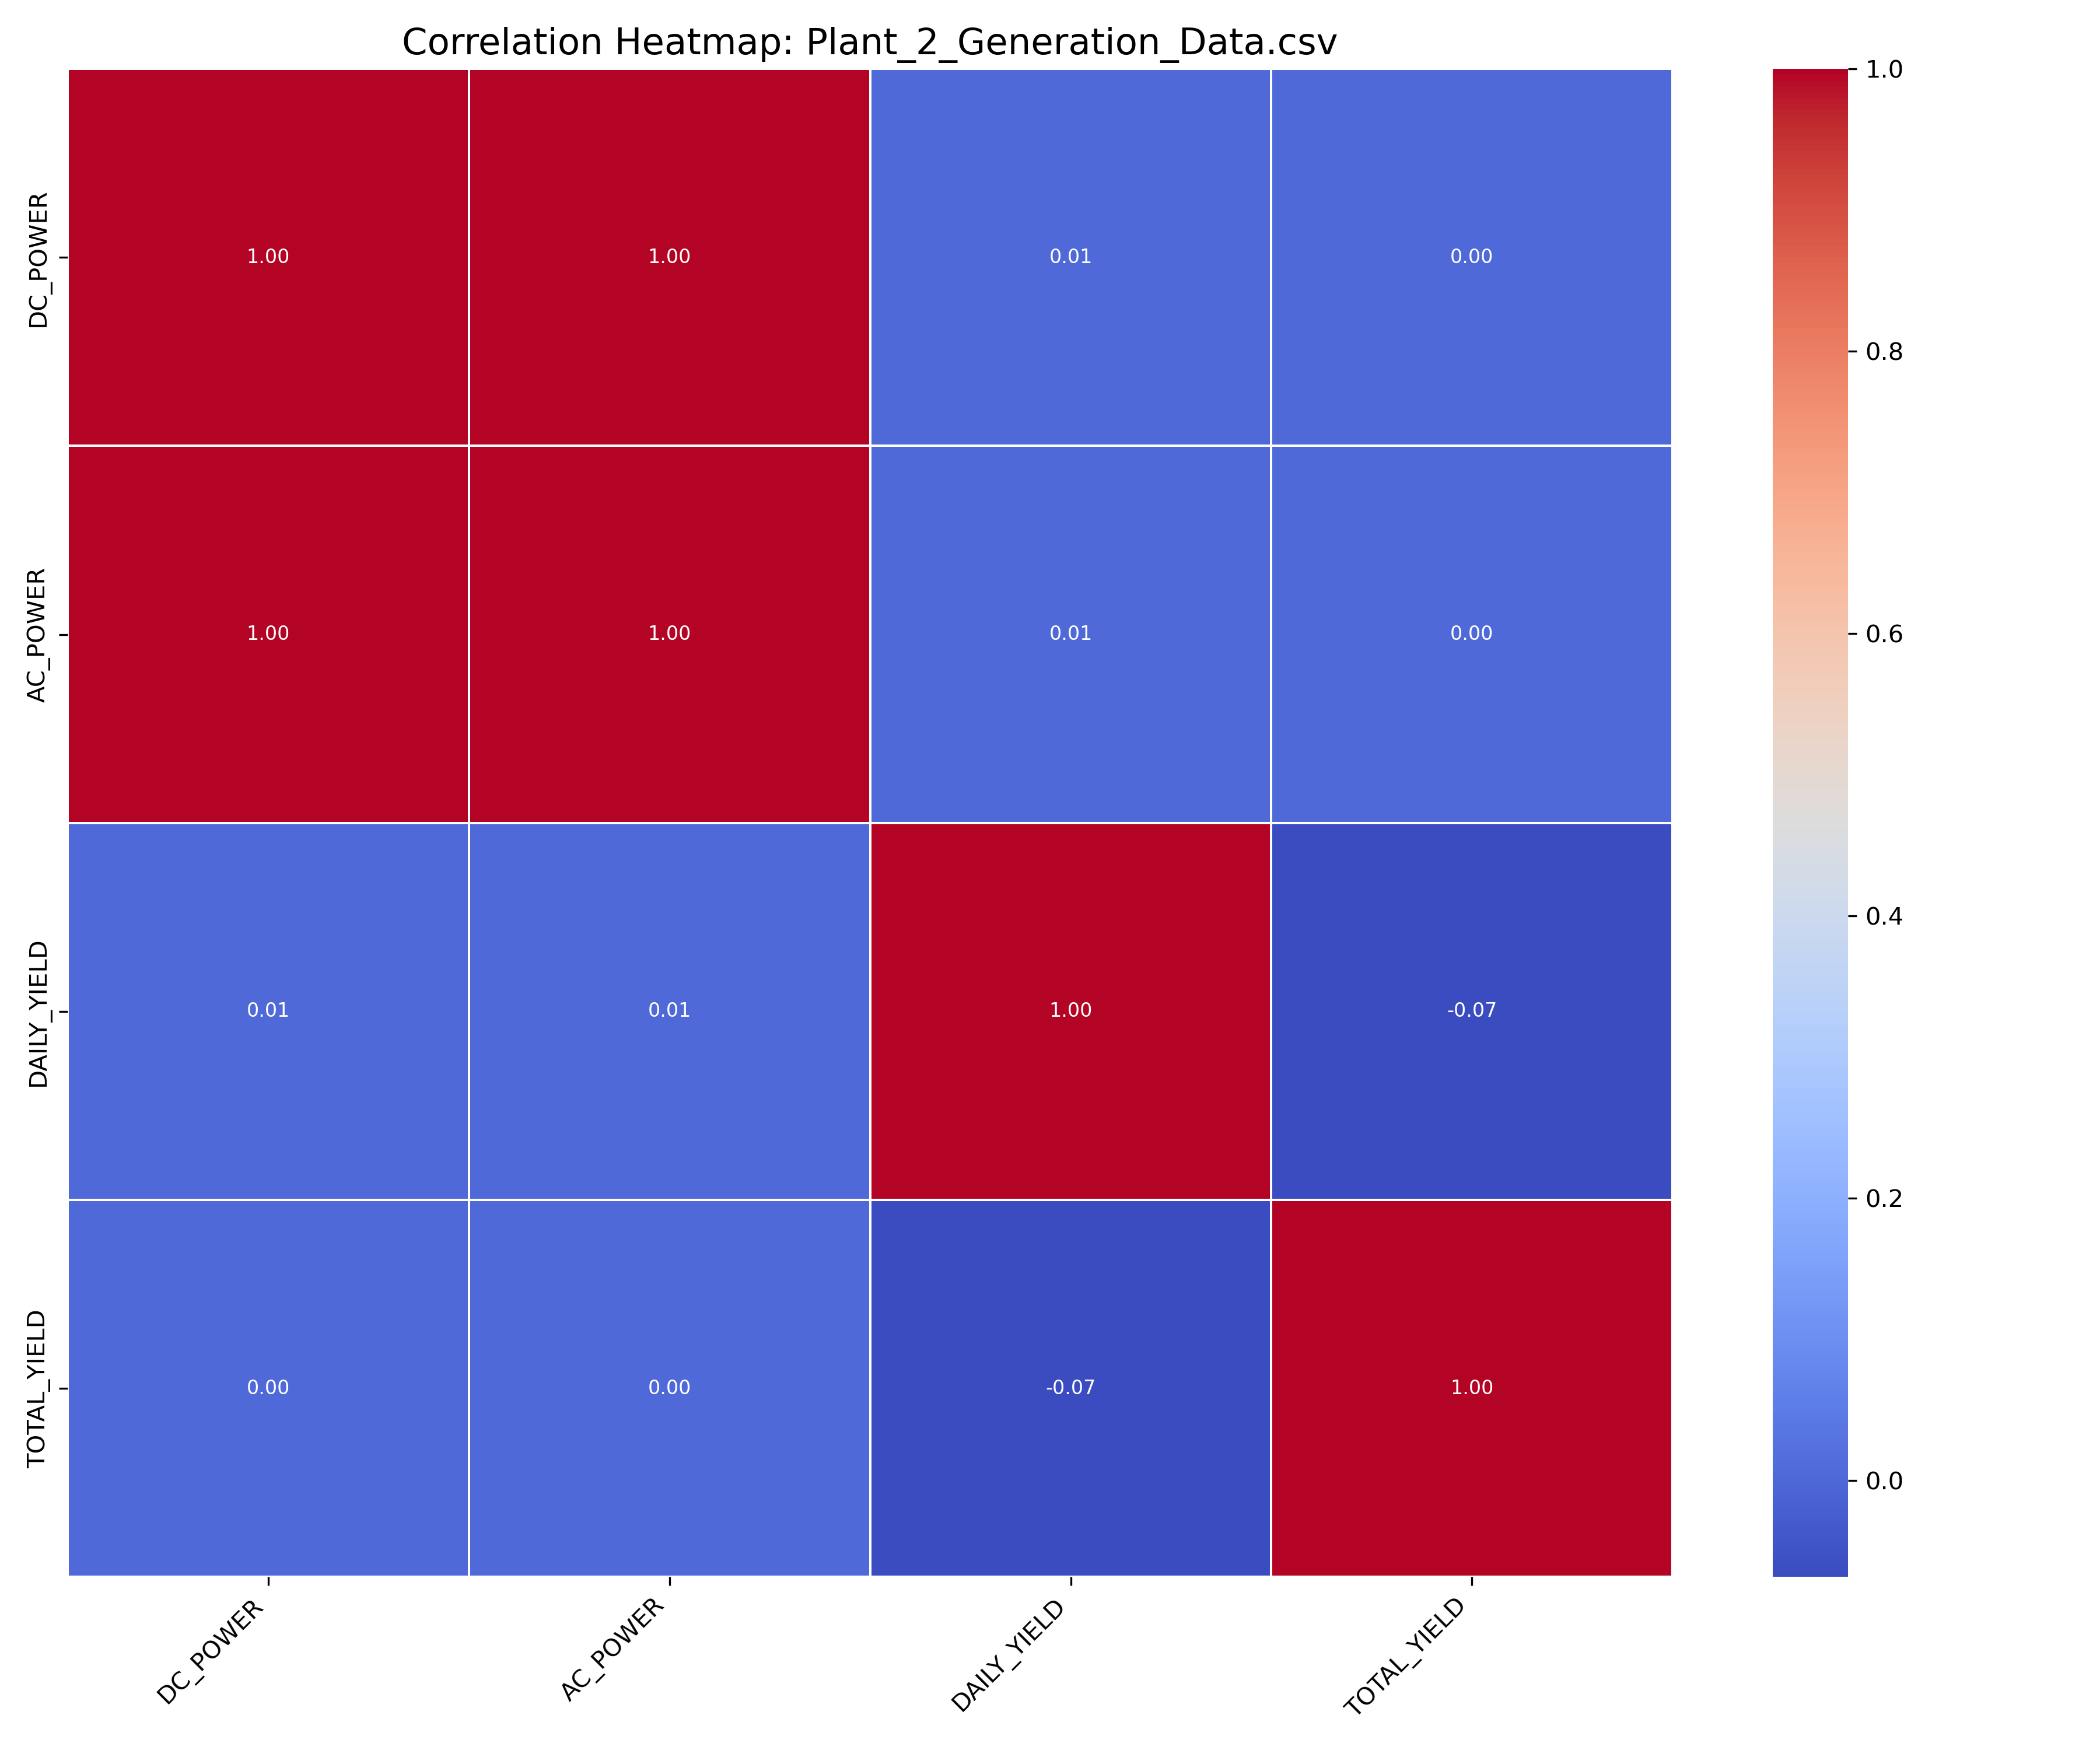 Correlation Heatmap: Plant_2_Generation_Data.csv
1.0
DC_POWER 1.00 1.00 0.01 0.00
0.8
AC_POWER 1.00 1.00 0.01 0.00
0.6
0.4
DAILY_YIELD 0.01 0.01 1.00 -0.07
0.2
TOTAL_YIELD 0.00 0.00 -0.07 1.00
0.0
DC_POWER AC_POWER DAILY_YIELD TOTAL_YIELD